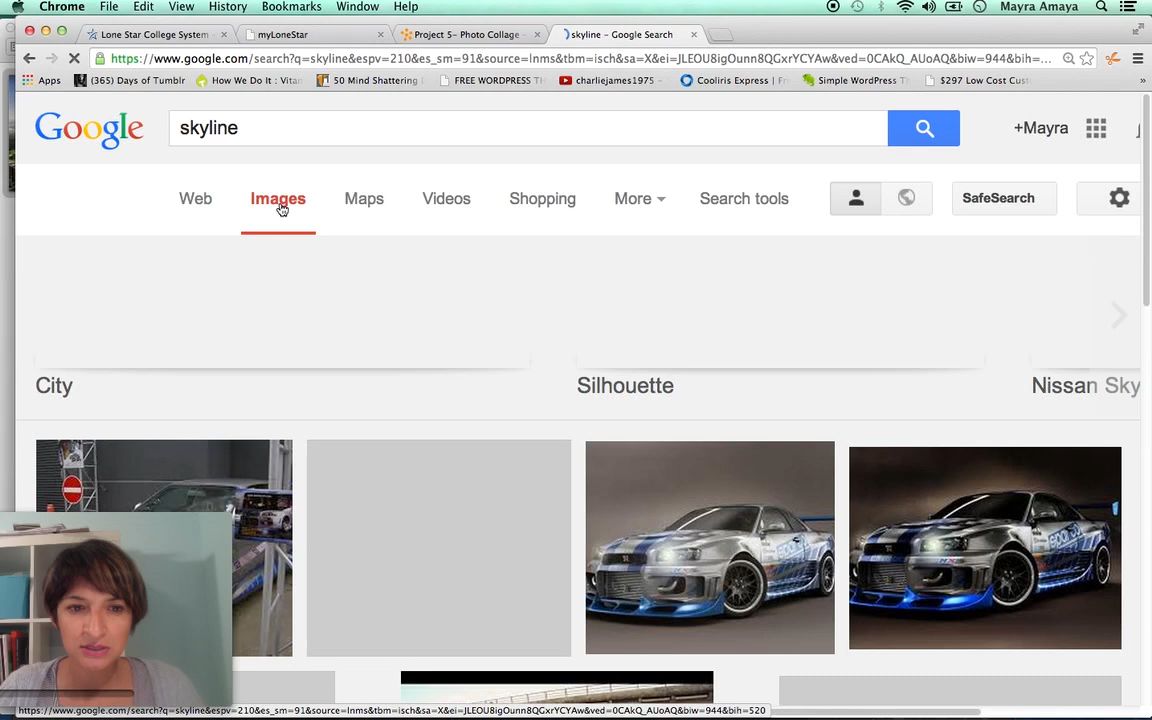 Chrome File Edit View History Bookmarks Window Help Mayra Amaya
Lone Star College System - myLoneStar Project 5- Photo Collage - skyline - Google Search
https://www.google.com/search?q=skyline&espv=210&es_sm=91&source=lnms&tbm=isch&sa=X&ei=JLEOU8igOunn8QGxrYCYAw&ved=0CAkQ_AUoAQ&biw=944&bih=...
Apps (365) Days of Tumblr How We Do It : Vitan 50 Mind Shattering FREE WORDPRESS Th charliejames1975 - Cooliris Express | Fr Simple WordPress Th $297 Low Cost Cust »
Google skyline +Mayra
Web Images Maps Videos Shopping More Search tools SafeSearch
City Silhouette Nissan Sky
https://www.google.com/search?q=skyline&espv=210&es_sm=91&source=lnms&tbm=isch&sa=X&ei=JLEOU8igOunn8QGxrYCYAw&ved=0CAkQ_AUoAQ&biw=944&bih=520